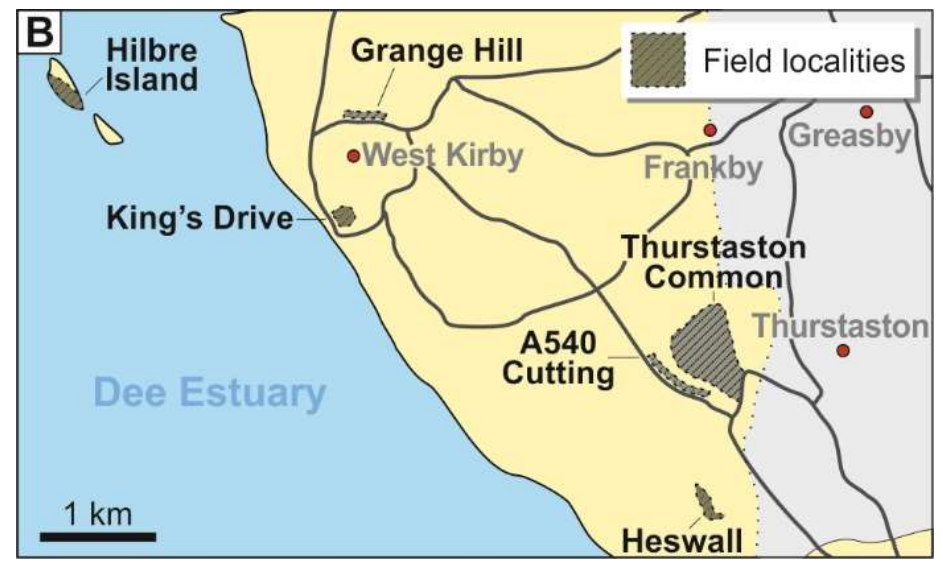 B
Hilbre
Island
Grange Hill
Field localities
West Kirby
Frankby
Greasby
King's Drive
Thurstaston
Common
Thurstaston
A540
Cutting
Dee Estuary
1 km
Heswall